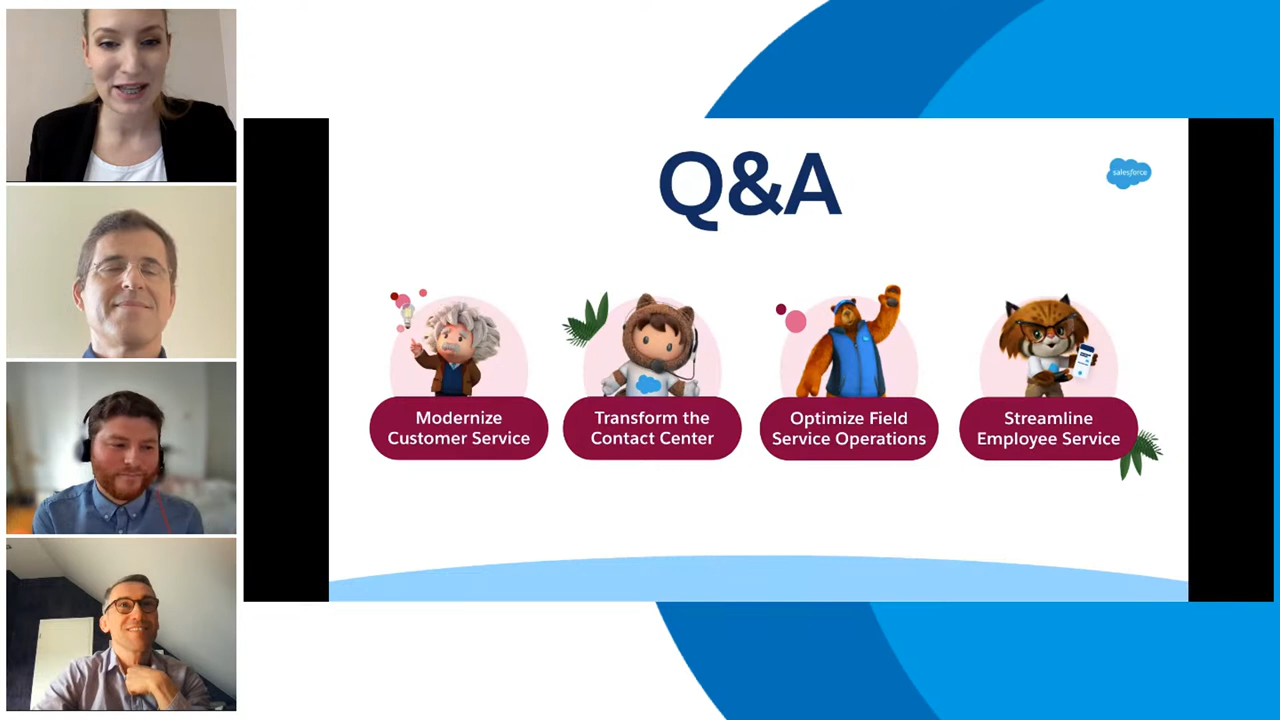 Q&A
salesforce
Modernize
Customer Service
Transform the
Contact Center
Optimize Field
Service Operations
Streamline
Employee Service